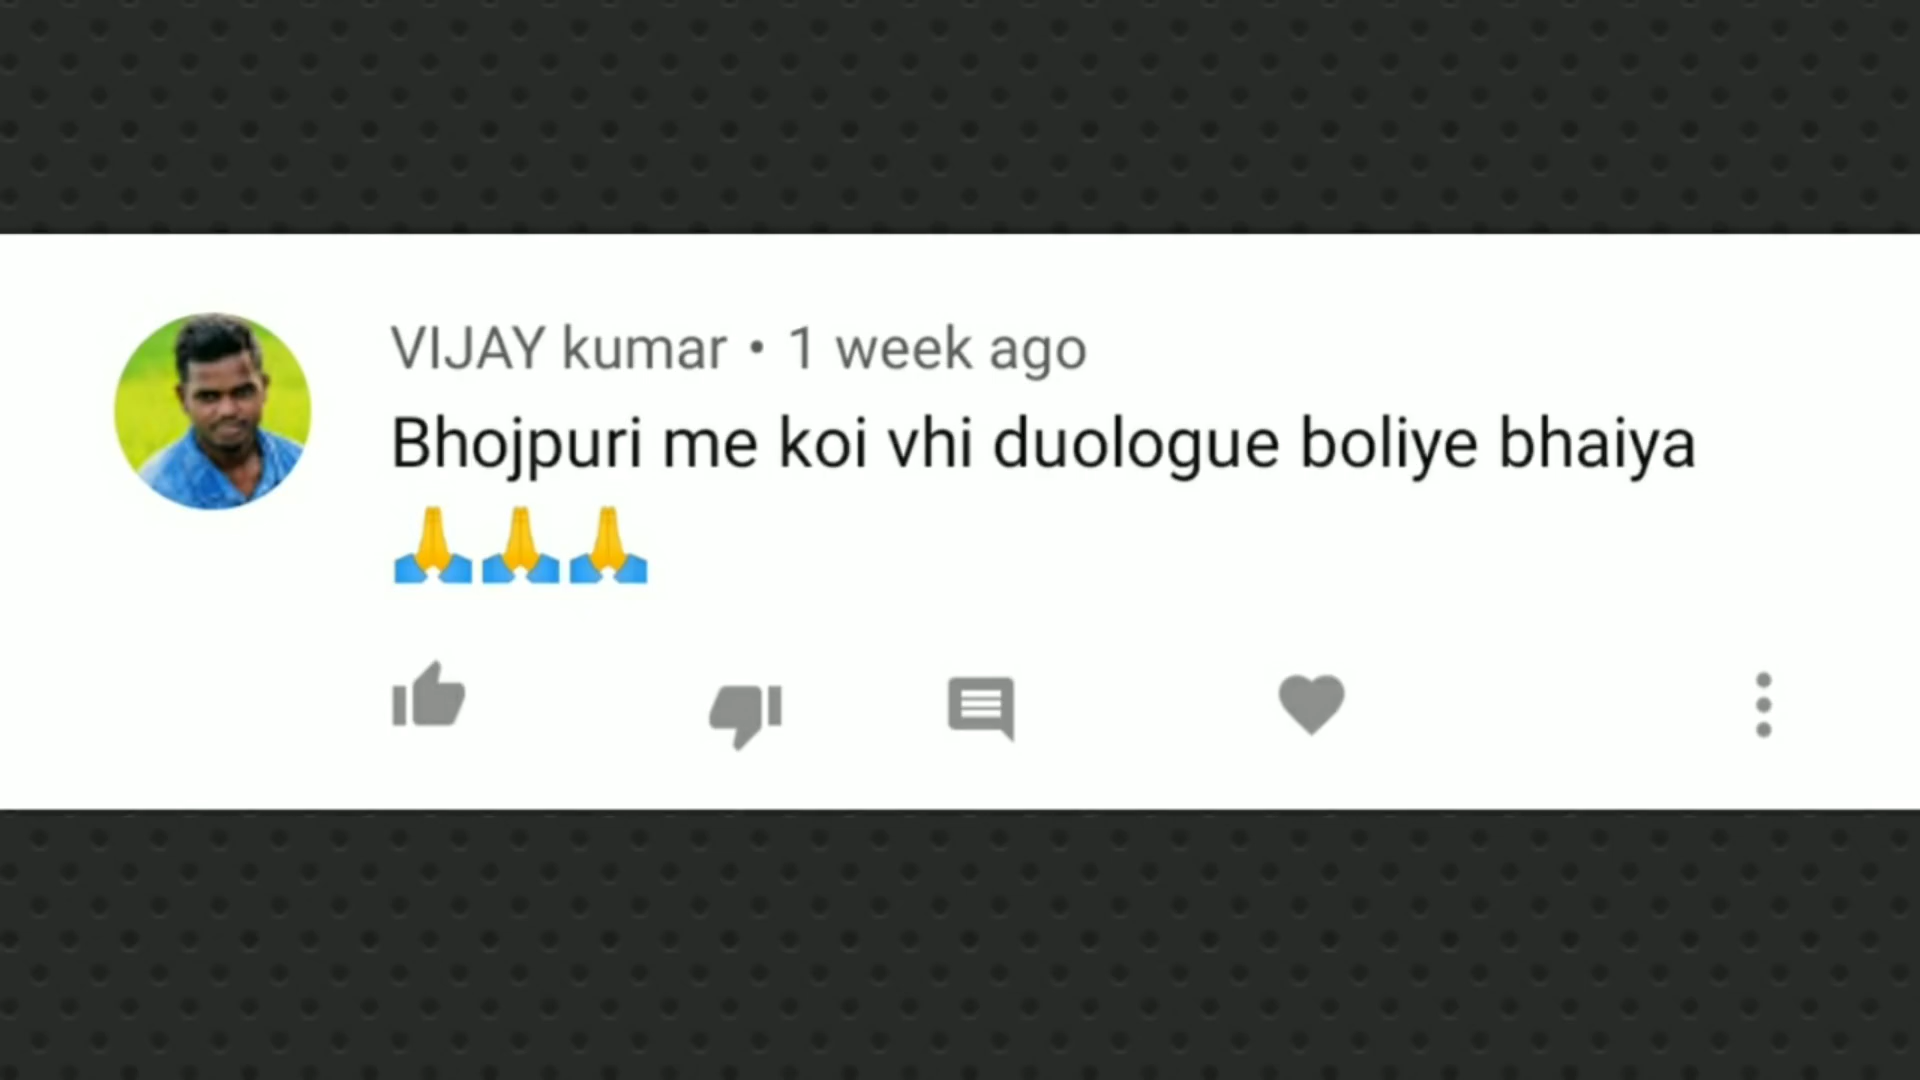 VIJAY kumar • 1 week ago
Bhojpuri me koi vhi duologue boliye bhaiya
🙏🙏🙏